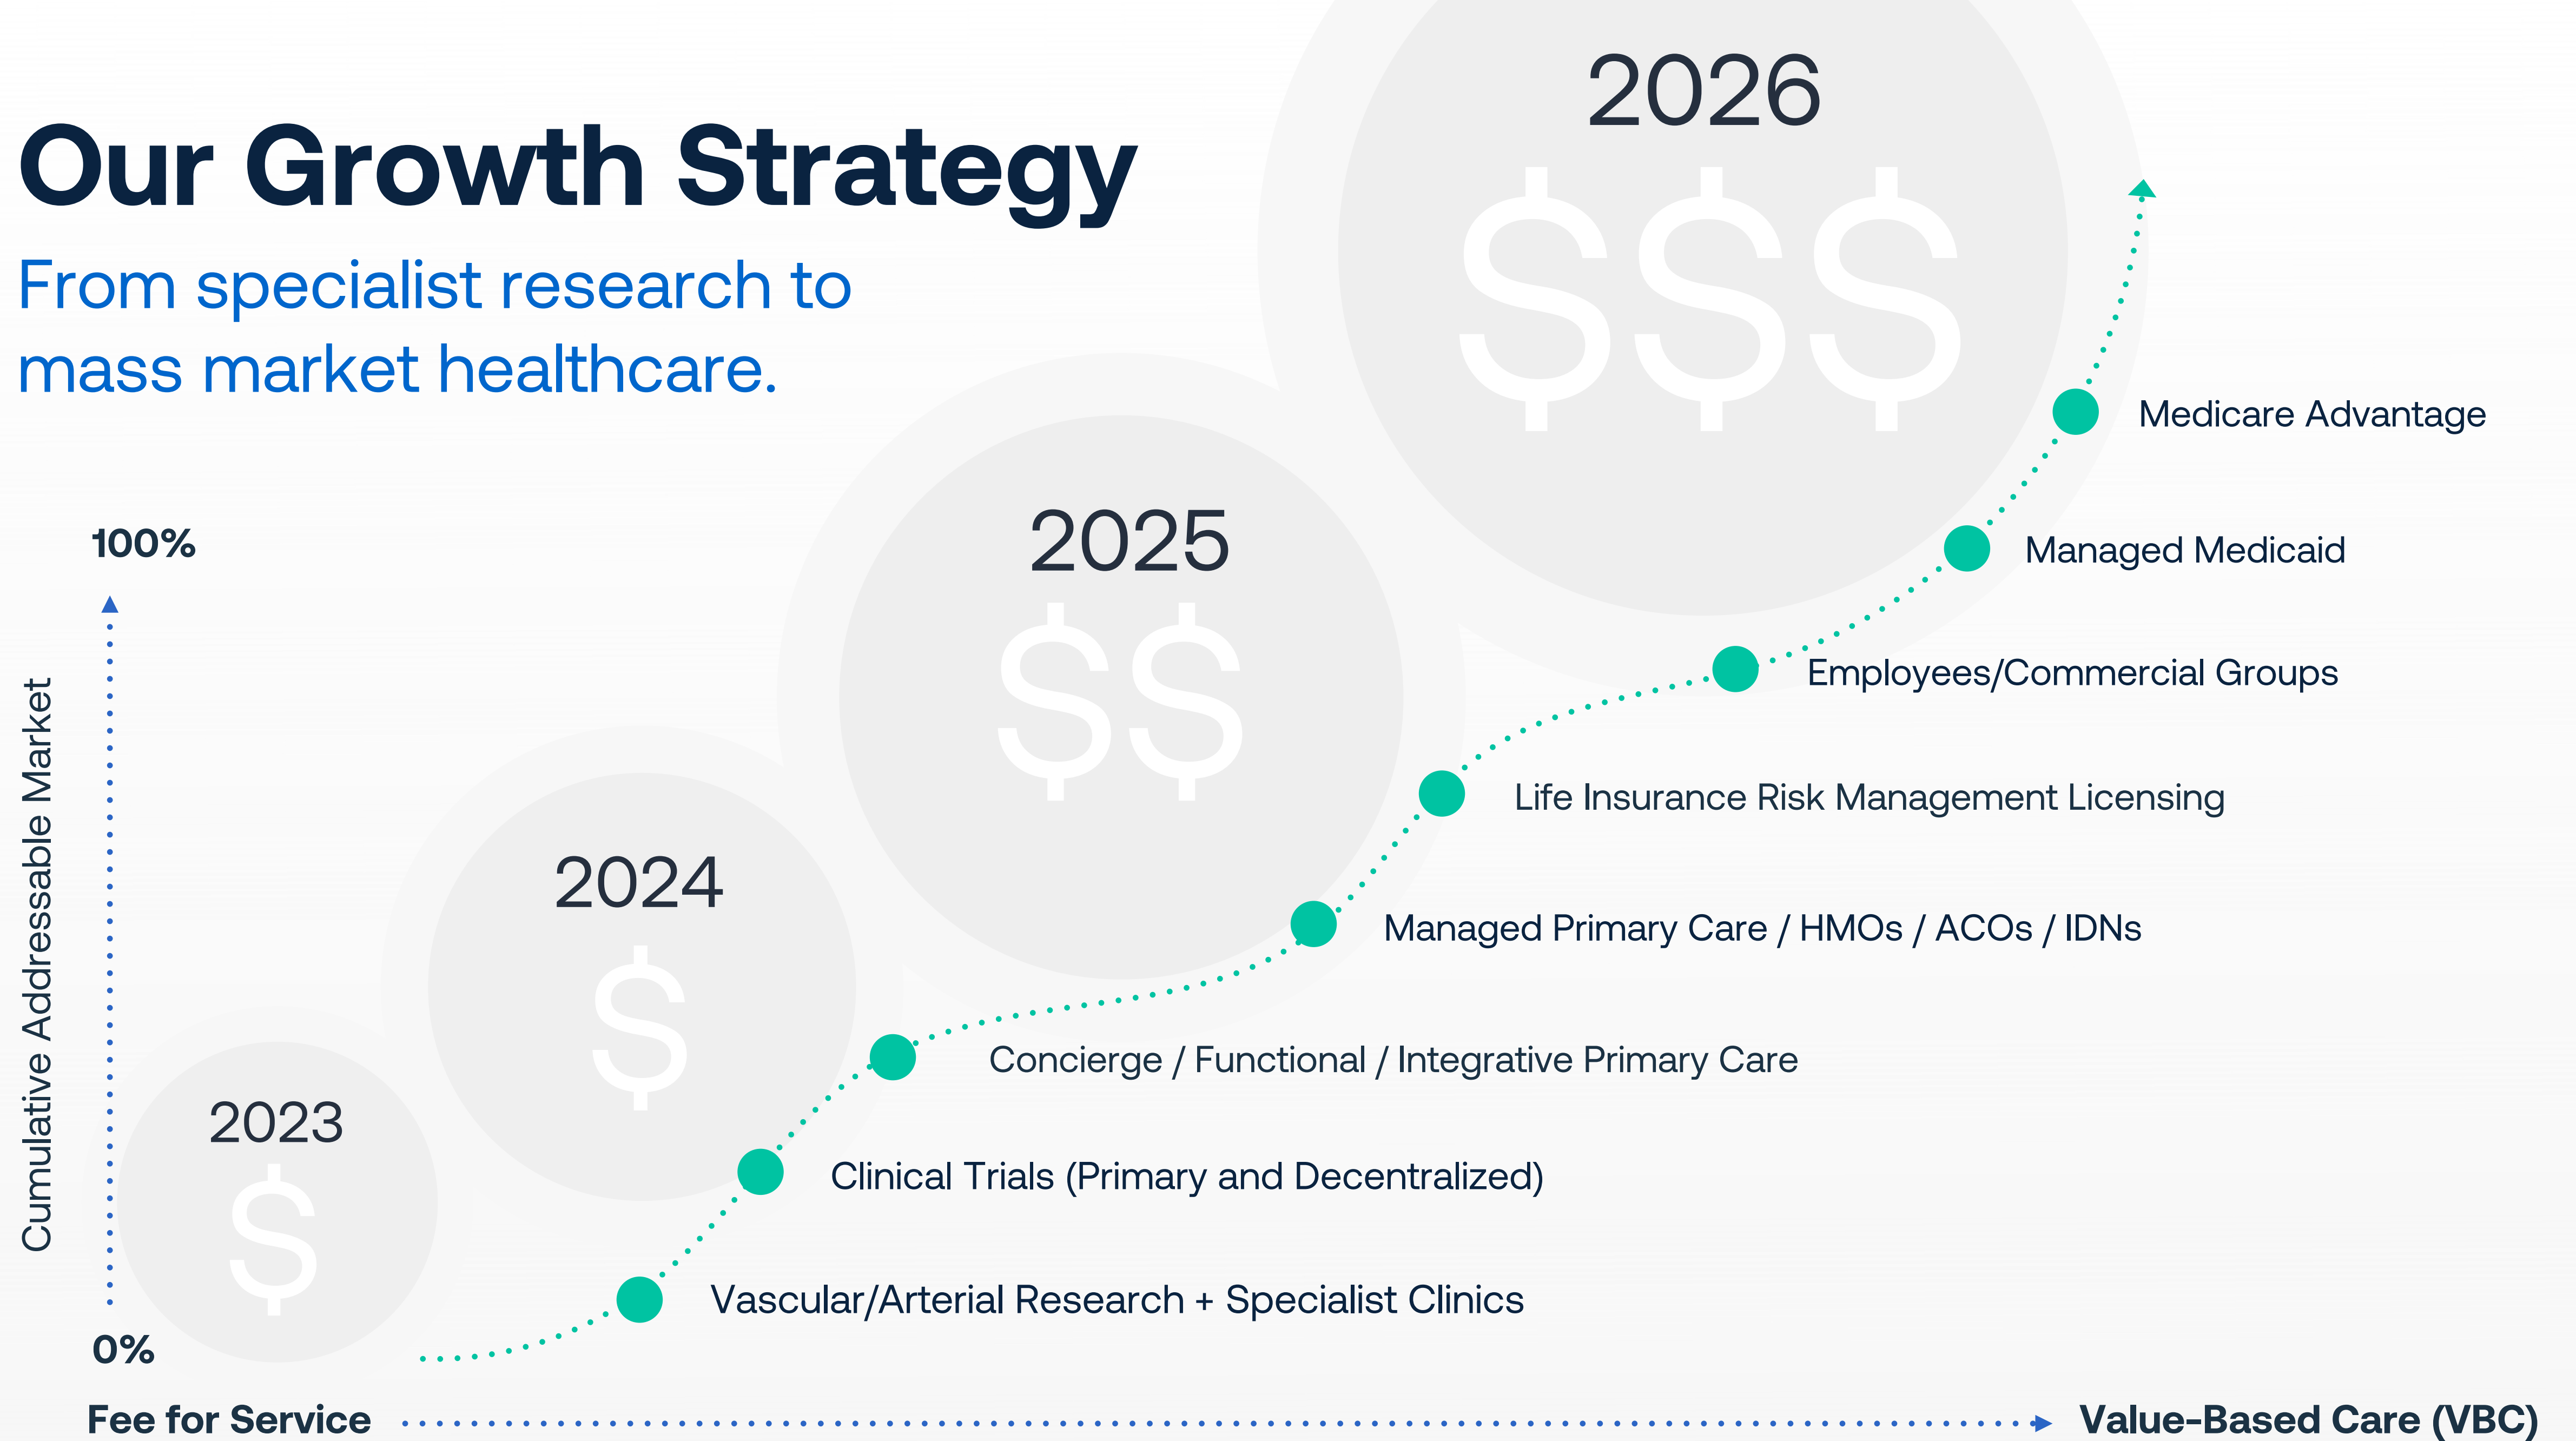 Our Growth Strategy
From specialist research to
mass market healthcare.
2026
$$$
Medicare Advantage
100%
2025
$$
Managed Medicaid
Employees/Commercial Groups
Life Insurance Risk Management Licensing
2024
$
Managed Primary Care / HMOs / ACOs / IDNs
Cumulative Addressable Market
Concierge / Functional / Integrative Primary Care
2023
$
Clinical Trials (Primary and Decentralized)
Vascular/Arterial Research + Specialist Clinics
0%
Fee for Service
Value-Based Care (VBC)